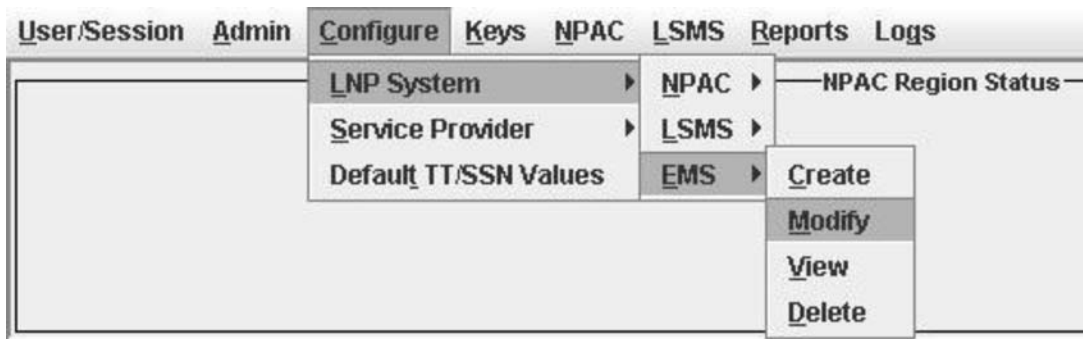 User/Session Admin Configure Keys NPAC LSMS Reports Logs
LNP System NPAC NPAC Region Status
Service Provider LSMS
Default TT/SSN Values EMS Create
Modify
View
Delete